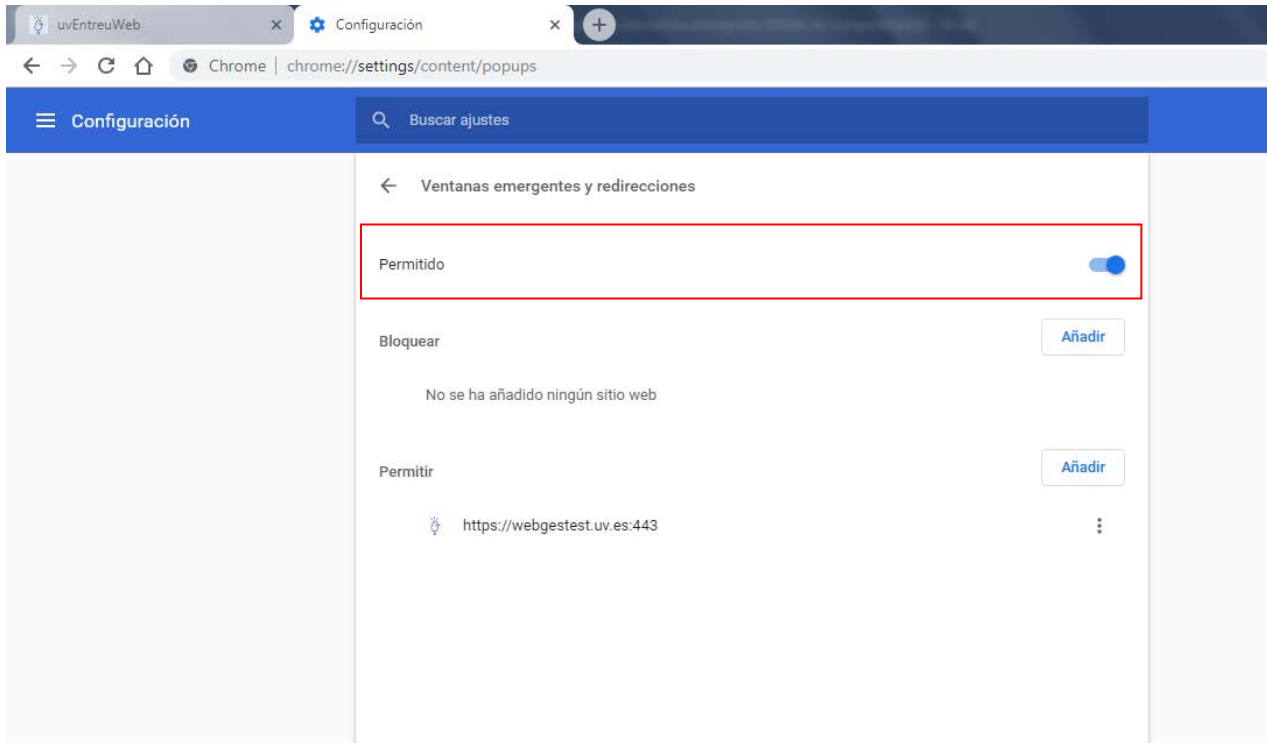 uvEntreuWeb
Configuración
Chrome | chrome://settings/content/popups
Configuración
Buscar ajustes
Ventanas emergentes y redirecciones
Permitido
Bloquear
Añadir
No se ha añadido ningún sitio web
Permitir
Añadir
https://webgestest.uv.es:443